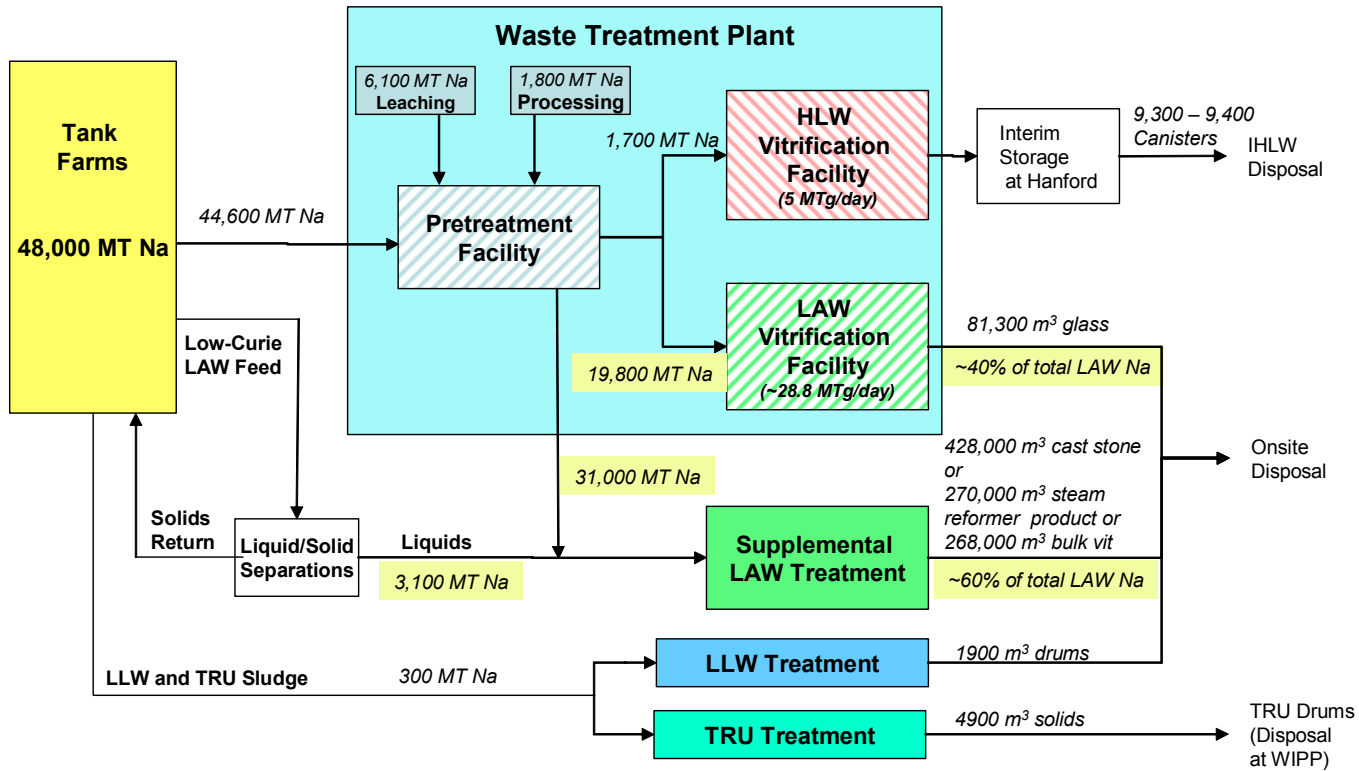 Waste Treatment Plant
6,100 MT Na
Leaching
1,800 MT Na
Processing
Tank
Farms
48,000 MT Na
44,600 MT Na
Pretreatment
Facility
1,700 MT Na
HLW
Vitrification
Facility
(5 MTg/day)
Interim
Storage
at Hanford
9,300 – 9,400
Canisters
IHLW
Disposal
LAW
Vitrification
Facility
(~28.8 MTg/day)
19,800 MT Na
81,300 m³ glass
~40% of total LAW Na
Low-Curie
LAW Feed
31,000 MT Na
428,000 m³ cast stone
or
270,000 m³ steam
reformer product or
268,000 m³ bulk vit
~60% of total LAW Na
Onsite
Disposal
Solids
Return
Liquid/Solid
Separations
Liquids
3,100 MT Na
Supplemental
LAW Treatment
LLW and TRU Sludge
300 MT Na
LLW Treatment
1900 m³ drums
TRU Treatment
4900 m³ solids
TRU Drums
(Disposal
at WIPP)